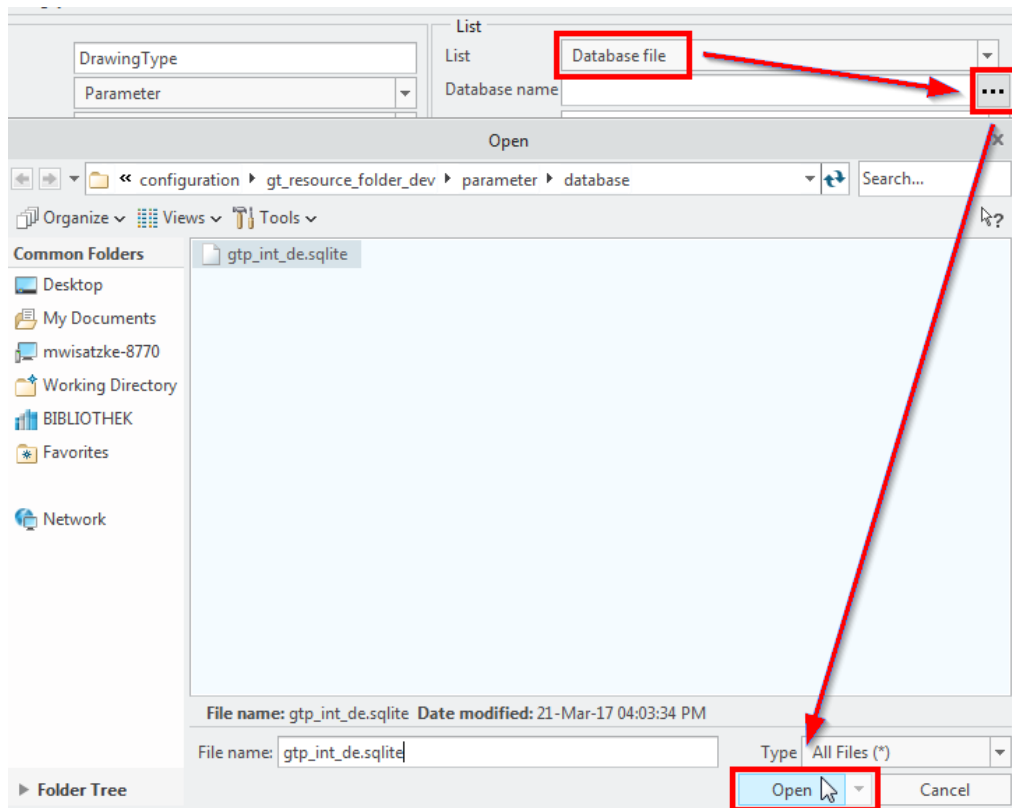 List
DrawingType
List
Database file
Parameter
Database name
...
Open
x
« configuration gt_resource_folder_dev parameter database
Search...
Organize Views Tools
?
Common Folders
gtp_int_de.sqlite
Desktop
My Documents
mwisatzke-8770
Working Directory
BIBLIOTHEK
Favorites
Network
File name: gtp_int_de.sqlite Date modified: 21-Mar-17 04:03:34 PM
File name: gtp_int_de.sqlite
Type All Files (*)
Folder Tree
Open
Cancel